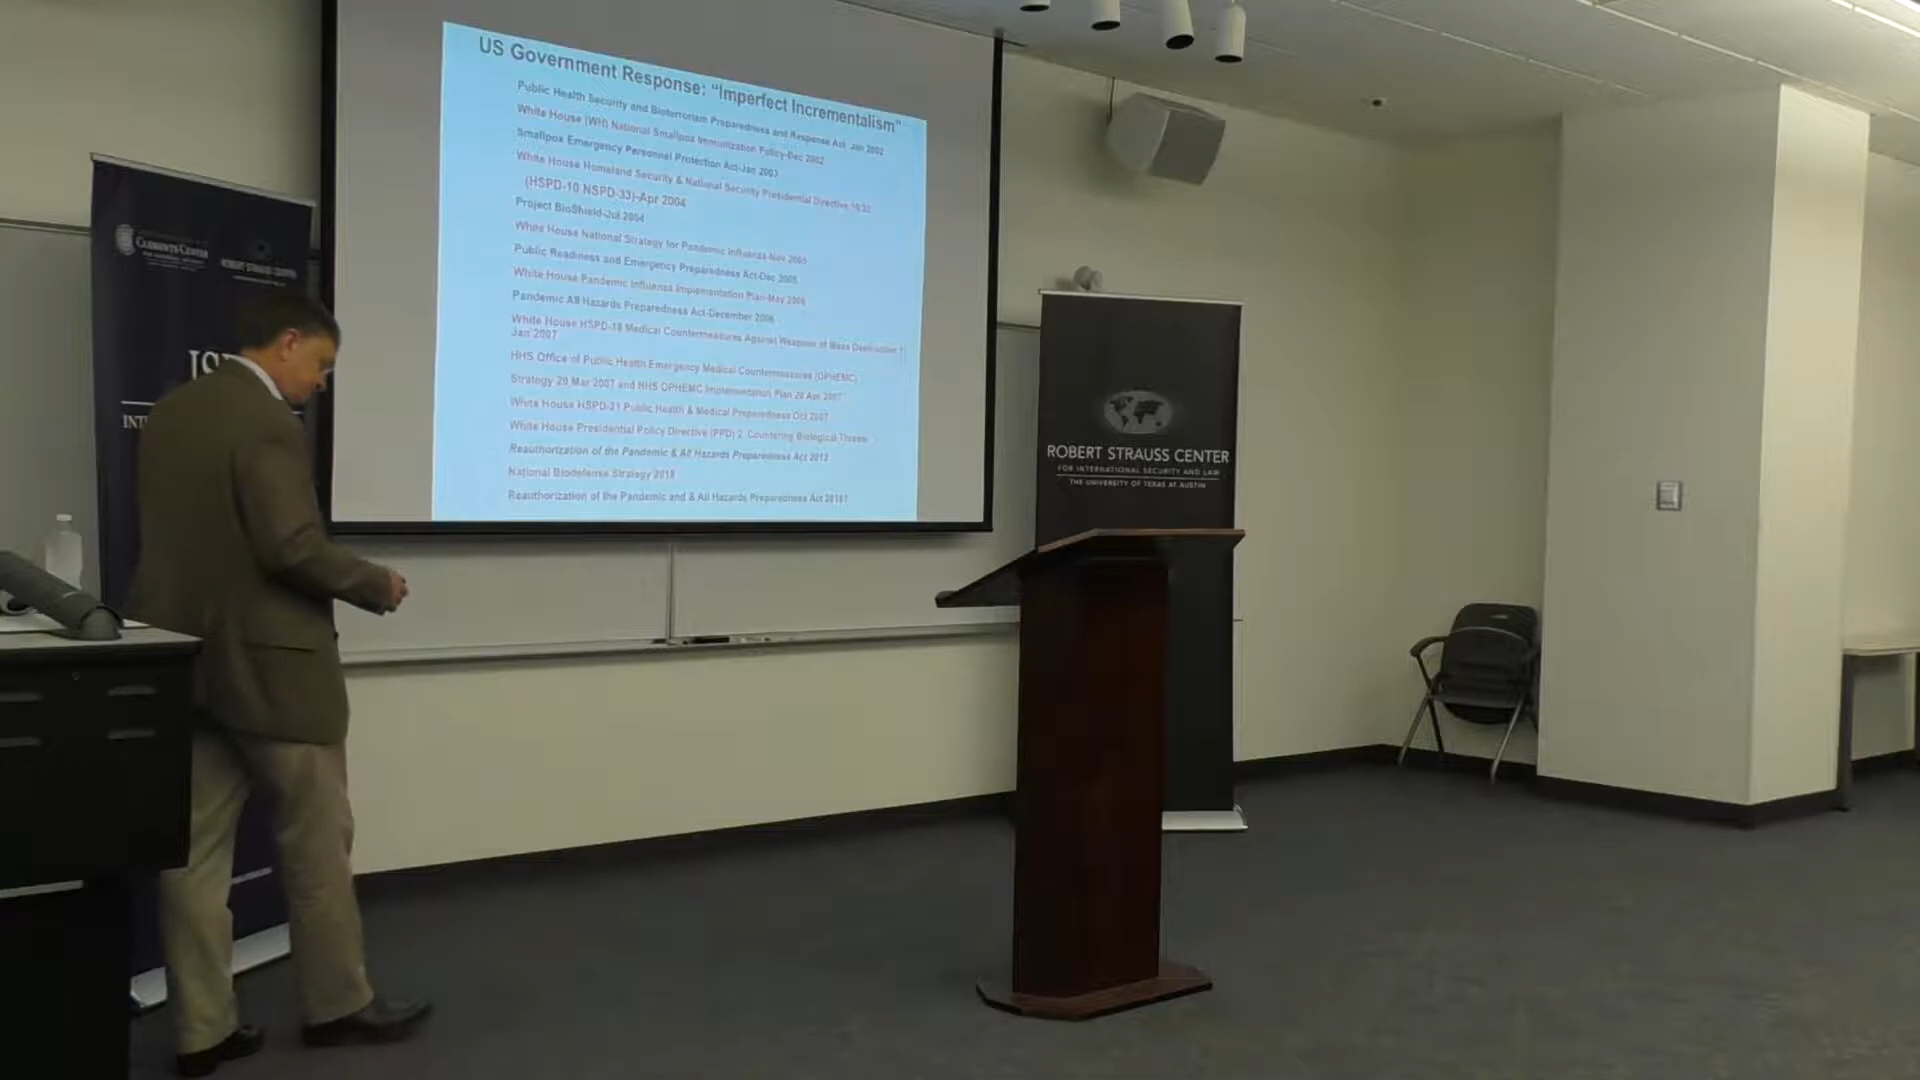 US Government Response: “Imperfect Incrementalism”
Public Health Security and Bioterrorism Preparedness and Response Act Jan 2002
White House (WH) National Smallpox Immunization Policy-Dec 2002
Smallpox Emergency Personnel Protection Act-Jan 2003
White House Homeland Security & National Security Presidential Directive 10/33
(HSPD-10 NSPD-33)-Apr 2004
Project BioShield-Jul 2004
White House National Strategy for Pandemic Influenza-Nov 2005
Public Readiness and Emergency Preparedness Act-Dec 2005
White House Pandemic Influenza Implementation Plan-May 2006
Pandemic All Hazards Preparedness Act-December 2006
White House HSPD-18 Medical Countermeasures Against Weapons of Mass Destruction
Jan 2007
HHS Office of Public Health Emergency Medical Countermeasures (OPHEMC)
Strategy 20 Mar 2007 and HHS OPHEMC Implementation Plan 20 Apr 2007
White House HSPD-21 Public Health & Medical Preparedness Oct 2007
White House Presidential Policy Directive (PPD) 2 Countering Biological Threats
Reauthorization of the Pandemic & All Hazards Preparedness Act 2013
National Biodefense Strategy 2018
Reauthorization of the Pandemic and & All Hazards Preparedness Act 2018?
CLEMENTS CENTER
ROBERT STRAUSS CENTER
INT
ROBERT STRAUSS CENTER
FOR INTERNATIONAL SECURITY AND LAW
THE UNIVERSITY OF TEXAS AT AUSTIN